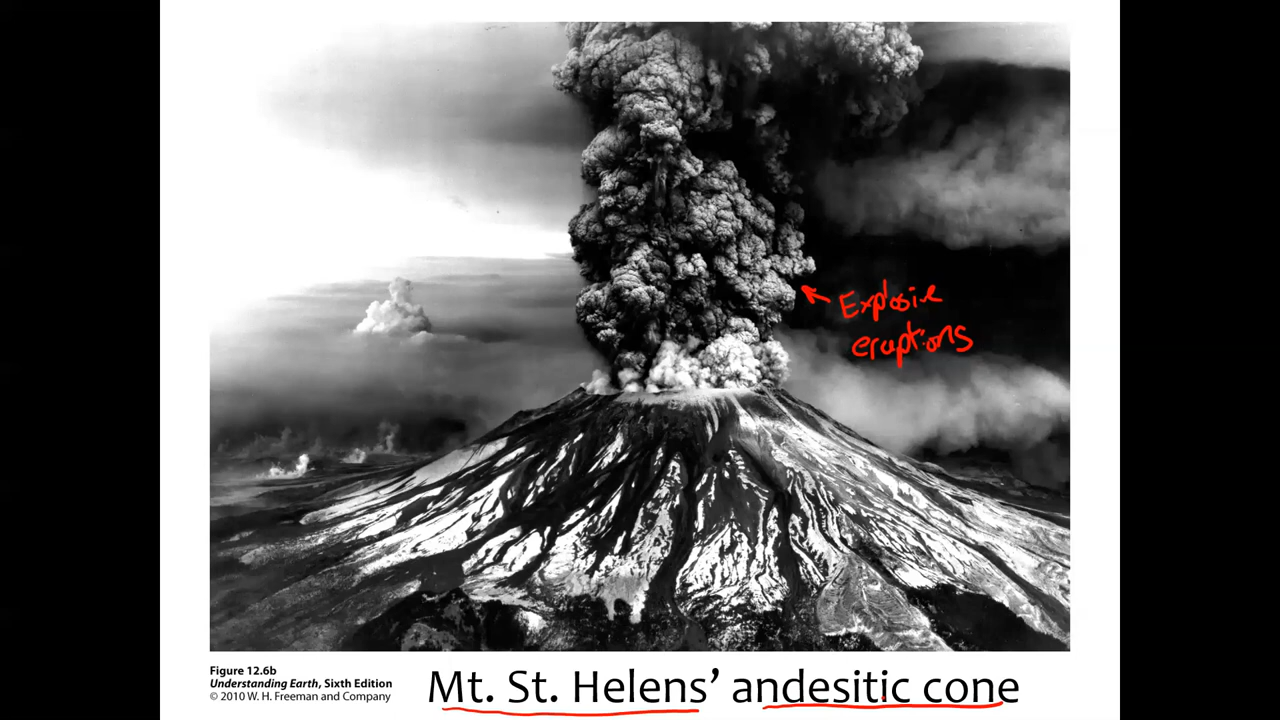 Explosive
eruptions
Figure 12.6b
Understanding Earth, Sixth Edition
© 2010 W. H. Freeman and Company
Mt. St. Helens’ andesitic cone